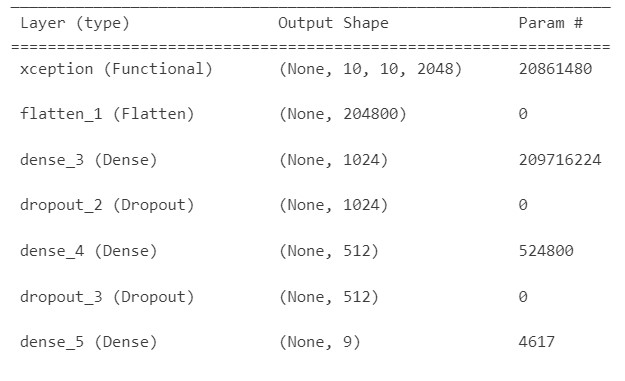 Layer (type) Output Shape Param #
xception (Functional) (None, 10, 10, 2048) 20861480
flatten_1 (Flatten) (None, 204800) 0
dense_3 (Dense) (None, 1024) 209716224
dropout_2 (Dropout) (None, 1024) 0
dense_4 (Dense) (None, 512) 524800
dropout_3 (Dropout) (None, 512) 0
dense_5 (Dense) (None, 9) 4617